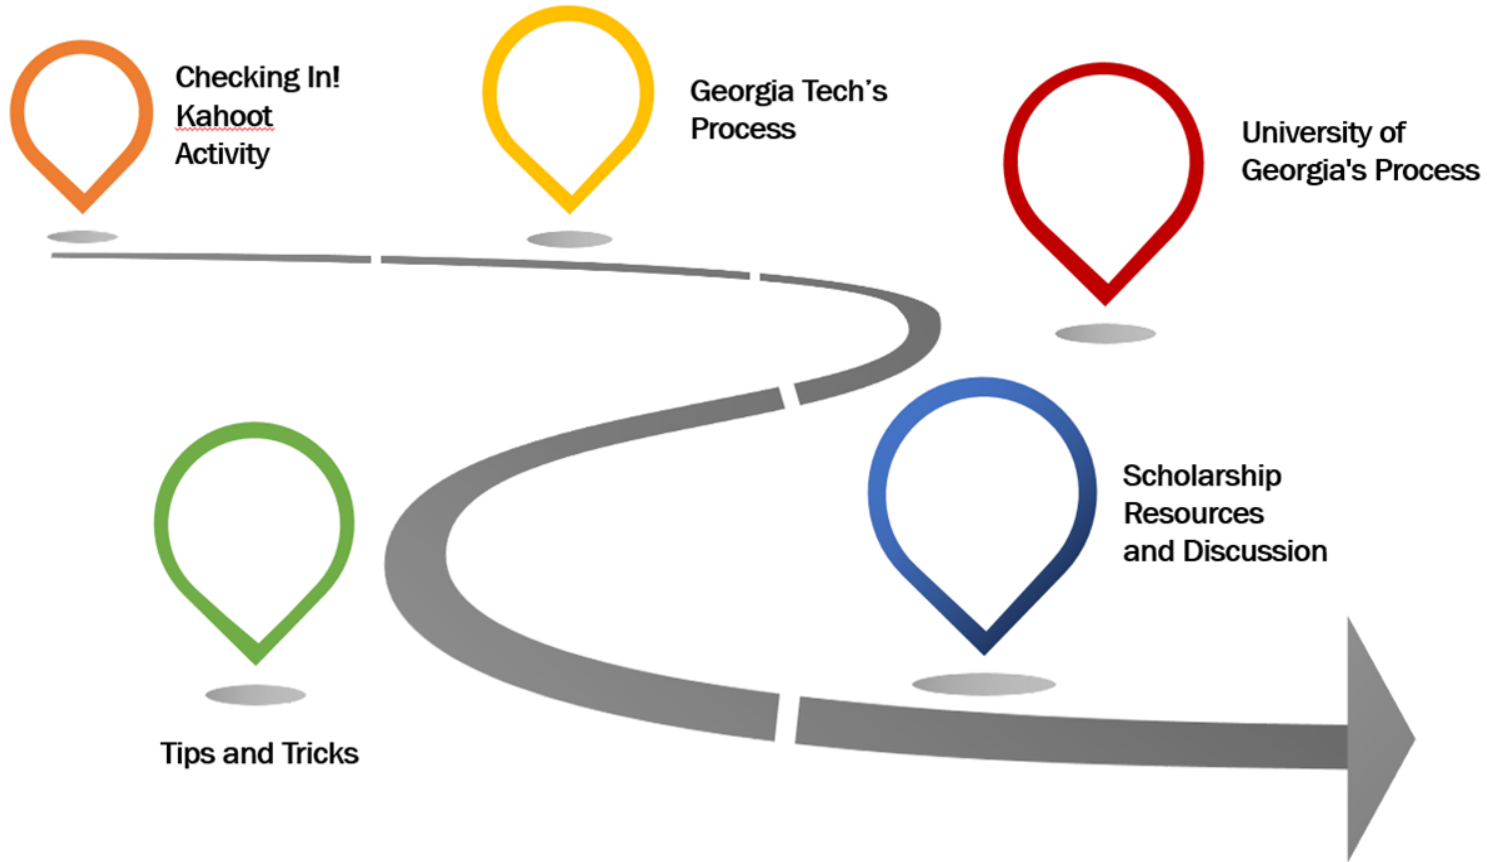 Checking In!
Kahoot
Activity
Georgia Tech’s
Process
University of
Georgia's Process
Tips and Tricks
Scholarship
Resources
and Discussion